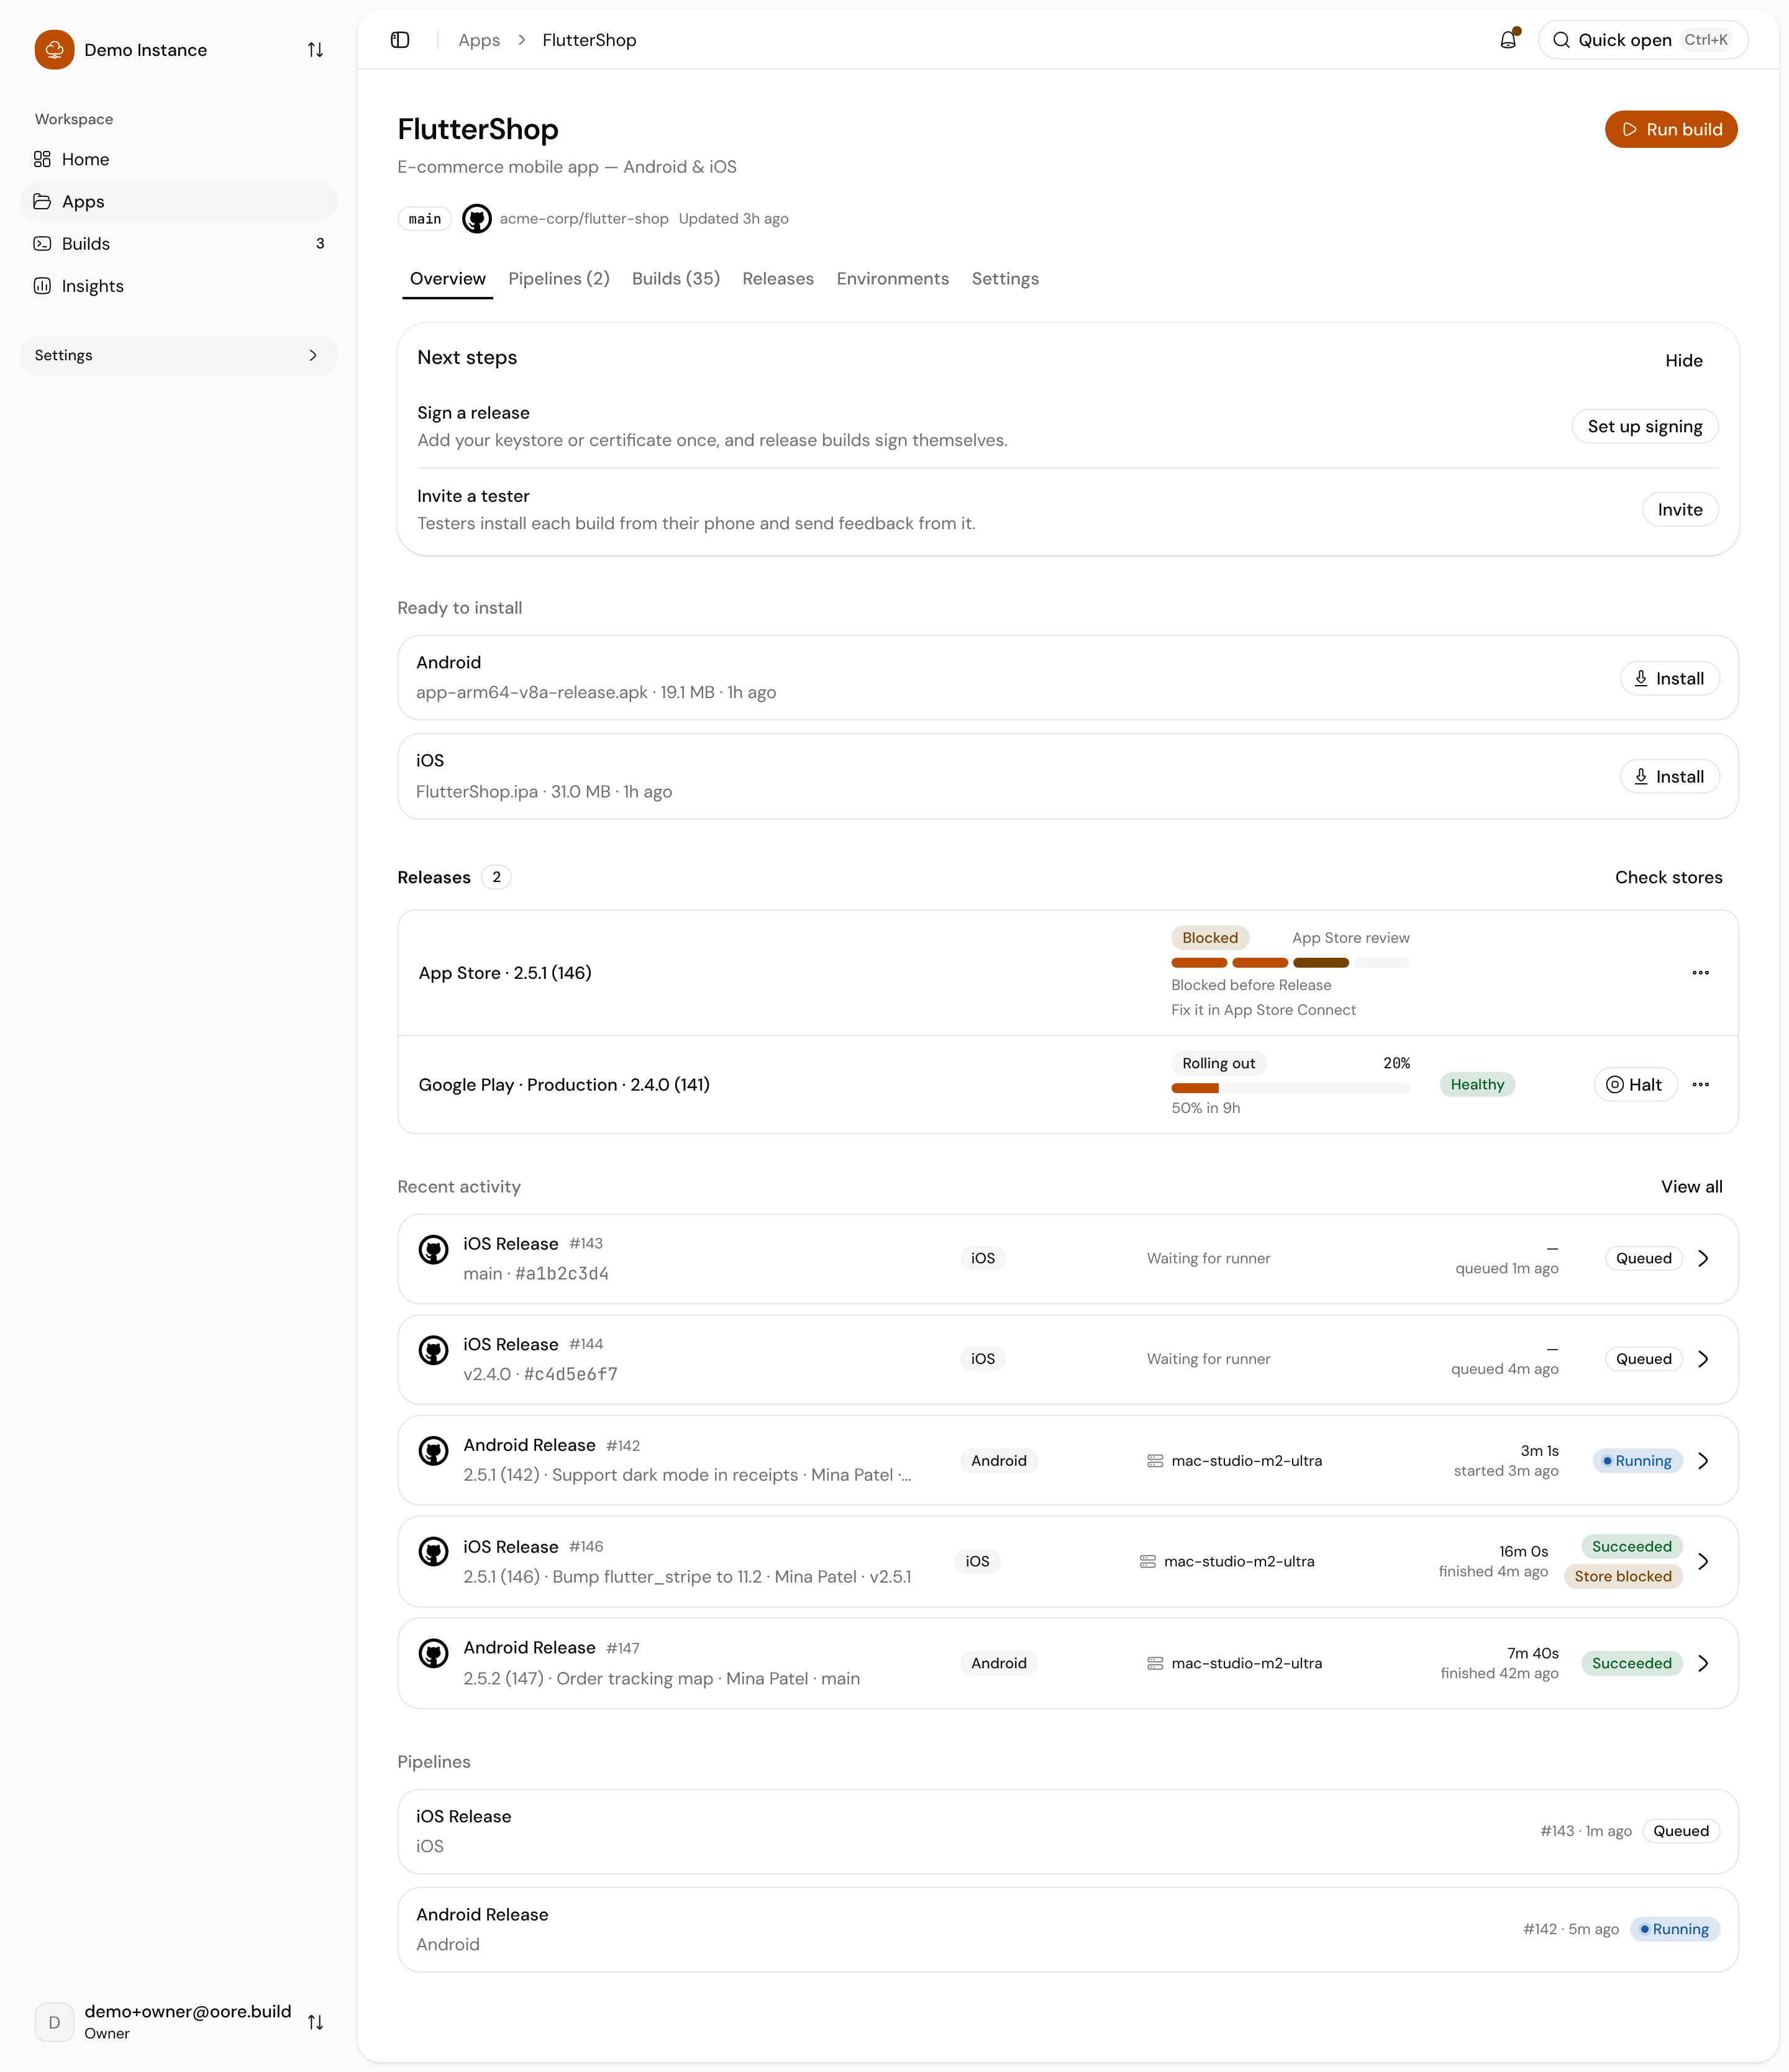 Demo Instance
Workspace
Home
Apps
Builds 3
Insights
Settings
demo+owner@oore.build
D
Owner
Apps > FlutterShop
Quick open Ctrl+K
FlutterShop
Run build
E-commerce mobile app — Android & iOS
main acme-corp/flutter-shop Updated 3h ago
Overview Pipelines (2) Builds (35) Releases Environments Settings
Next steps
Hide
Sign a release
Add your keystore or certificate once, and release builds sign themselves.
Set up signing
Invite a tester
Testers install each build from their phone and send feedback from it.
Invite
Ready to install
Android
app-arm64-v8a-release.apk · 19.1 MB · 1h ago
Install
iOS
FlutterShop.ipa · 31.0 MB · 1h ago
Install
Releases 2
Check stores
App Store · 2.5.1 (146)
Blocked App Store review
Blocked before Release
Fix it in App Store Connect
Google Play · Production · 2.4.0 (141)
Rolling out 20%
50% in 9h
Healthy
Halt
Recent activity
View all
iOS Release #143
main · #a1b2c3d4
iOS
Waiting for runner
—
queued 1m ago
Queued
iOS Release #144
v2.4.0 · #c4d5e6f7
iOS
Waiting for runner
—
queued 4m ago
Queued
Android Release #142
2.5.1 (142) · Support dark mode in receipts · Mina Patel ·...
Android
mac-studio-m2-ultra
3m 1s
started 3m ago
Running
iOS Release #146
2.5.1 (146) · Bump flutter_stripe to 11.2 · Mina Patel · v2.5.1
iOS
mac-studio-m2-ultra
16m 0s
finished 4m ago
Succeeded
Store blocked
Android Release #147
2.5.2 (147) · Order tracking map · Mina Patel · main
Android
mac-studio-m2-ultra
7m 40s
finished 42m ago
Succeeded
Pipelines
iOS Release
iOS
#143 · 1m ago Queued
Android Release
Android
#142 · 5m ago Running